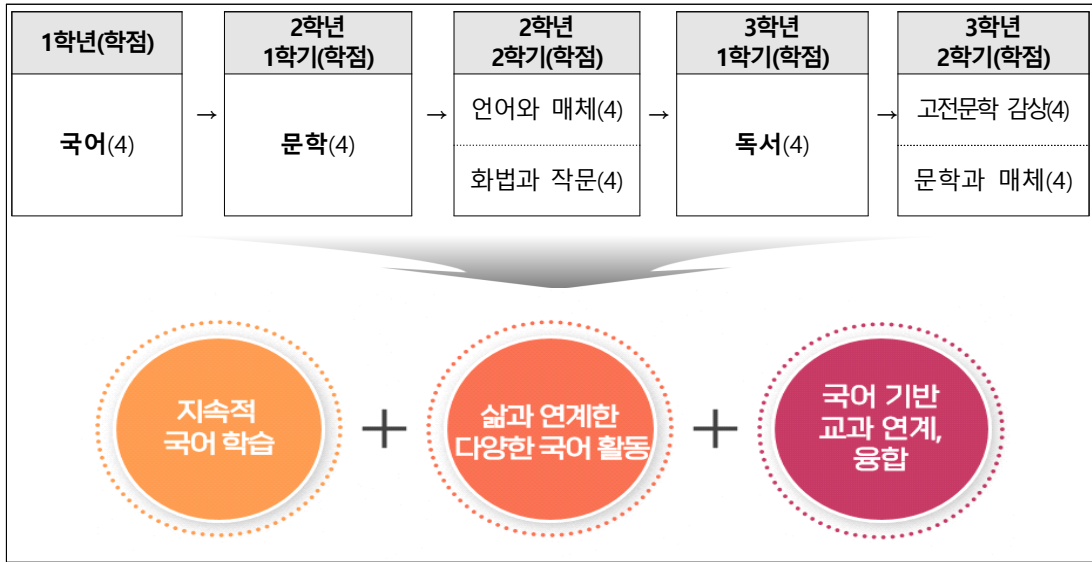 1학년(학점)
2학년
1학기(학점)
2학년
2학기(학점)
3학년
1학기(학점)
3학년
2학기(학점)
국어(4)
→
문학(4)
→
언어와 매체(4)
화법과 작문(4)
→
독서(4)
→
고전문학 감상(4)
문학과 매체(4)
지속적
국어 학습
+
삶과 연계한
다양한 국어 활동
+
국어 기반
교과 연계,
융합